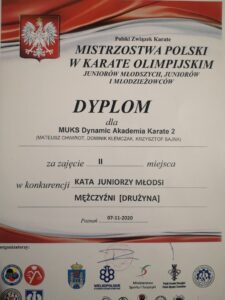 Polski Związek Karate
MISTRZOSTWA POLSKI
W KARATE OLIMPIJSKIM
JUNIORÓW MŁODSZYCH, JUNIORÓW
I MŁODZIEŻOWCÓW
DYPLOM
dla
MUKS Dynamic Akademia Karate 2
(MATEUSZ CHWIROT, DOMINIK KLEMCZAK, KRZYSZTOF SAJNA)
za zajęcie II miejsca
w konkurencji KATA JUNIORZY MŁODSI
MĘŻCZYŹNI [DRUŻYNA]
Poznań 07-11-2020